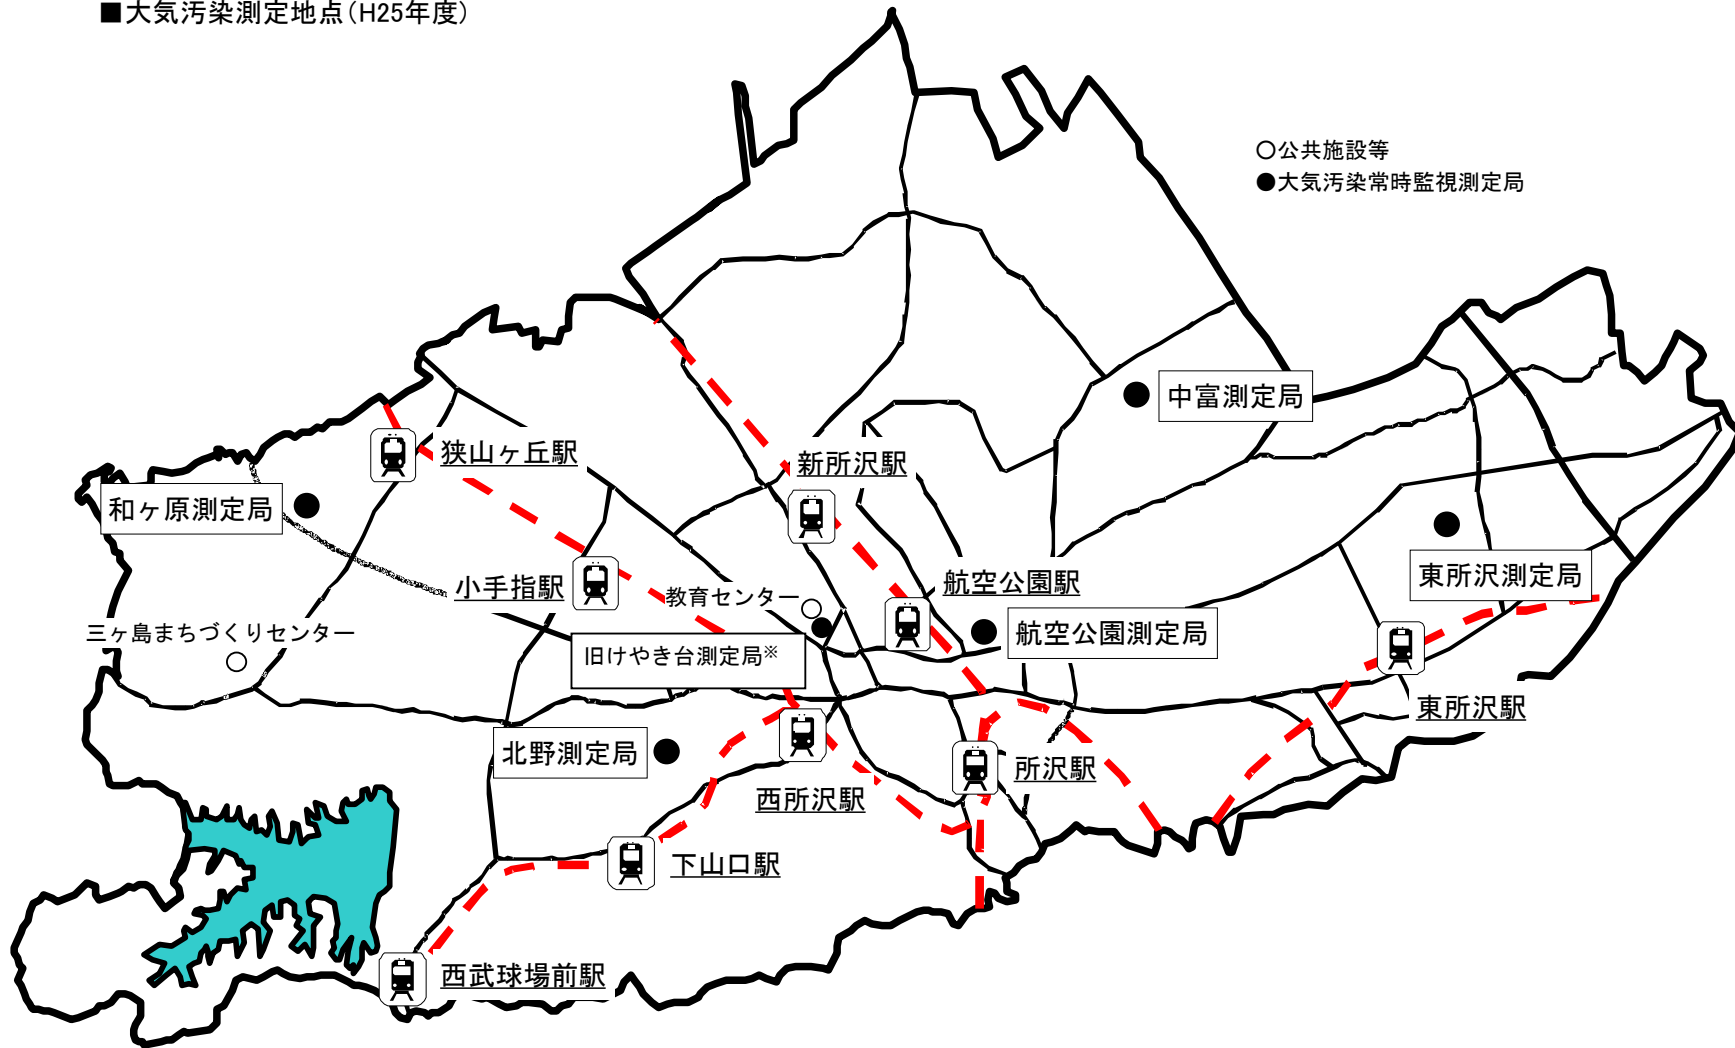 ■大気汚染測定地点（H25年度）
○公共施設等
●大気汚染常時監視測定局
中富測定局
狭山ヶ丘駅
新所沢駅
和ヶ原測定局
東所沢測定局
小手指駅
教育センター
航空公園駅
三ヶ島まちづくりセンター
航空公園測定局
旧けやき台測定局※
東所沢駅
北野測定局
所沢駅
西所沢駅
下山口駅
西武球場前駅